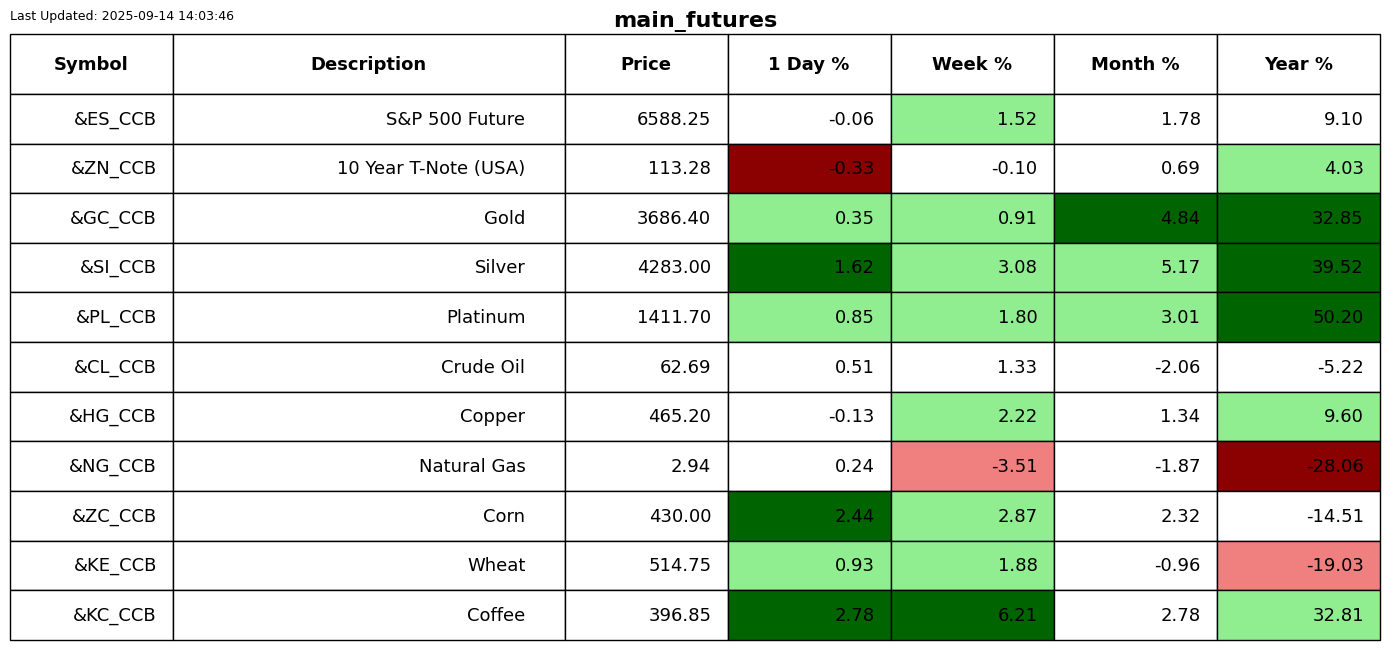 Last Updated: 2025-09-14 14:03:46
main_futures
Symbol Description Price 1 Day % Week % Month % Year %
&ES_CCB S&P 500 Future 6588.25 -0.06 1.52 1.78 9.10
&ZN_CCB 10 Year T-Note (USA) 113.28 -0.33 -0.10 0.69 4.03
&GC_CCB Gold 3686.40 0.35 0.91 4.84 32.85
&SI_CCB Silver 4283.00 1.62 3.08 5.17 39.52
&PL_CCB Platinum 1411.70 0.85 1.80 3.01 50.20
&CL_CCB Crude Oil 62.69 0.51 1.33 -2.06 -5.22
&HG_CCB Copper 465.20 -0.13 2.22 1.34 9.60
&NG_CCB Natural Gas 2.94 0.24 -3.51 -1.87 -28.06
&ZC_CCB Corn 430.00 2.44 2.87 2.32 -14.51
&KE_CCB Wheat 514.75 0.93 1.88 -0.96 -19.03
&KC_CCB Coffee 396.85 2.78 6.21 2.78 32.81